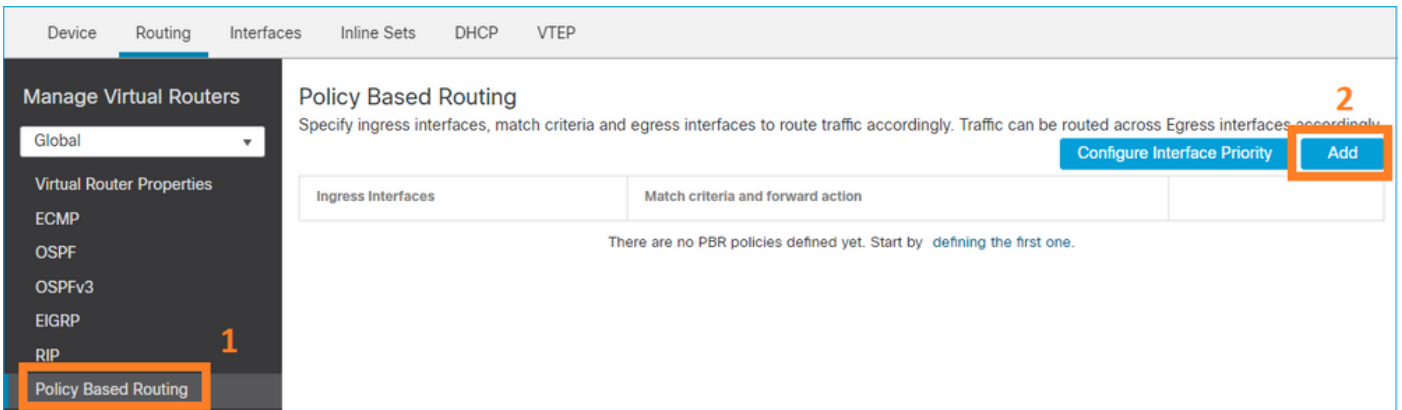 Device Routing Interfaces Inline Sets DHCP VTEP
Manage Virtual Routers
Global
Virtual Router Properties
ECMP
OSPF
OSPFv3
EIGRP
RIP
1
Policy Based Routing
Policy Based Routing
2
Specify ingress interfaces, match criteria and egress interfaces to route traffic accordingly. Traffic can be routed across Egress interfaces accordingly
Configure Interface Priority Add
Ingress Interfaces Match criteria and forward action
There are no PBR policies defined yet. Start by defining the first one.